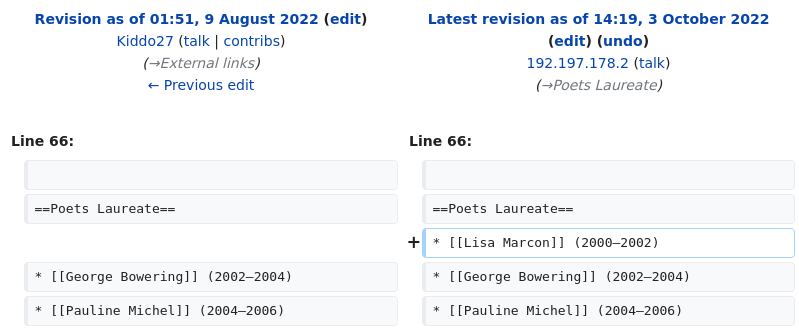 Revision as of 01:51, 9 August 2022 (edit)
Kiddo27 (talk | contribs)
(→External links)
← Previous edit
Latest revision as of 14:19, 3 October 2022
(edit) (undo)
192.197.178.2 (talk)
(→Poets Laureate)
Line 66:
Line 66:
==Poets Laureate==
==Poets Laureate==
+ * [[Lisa Marcon]] (2000–2002)
* [[George Bowering]] (2002–2004)
* [[George Bowering]] (2002–2004)
* [[Pauline Michel]] (2004–2006)
* [[Pauline Michel]] (2004–2006)